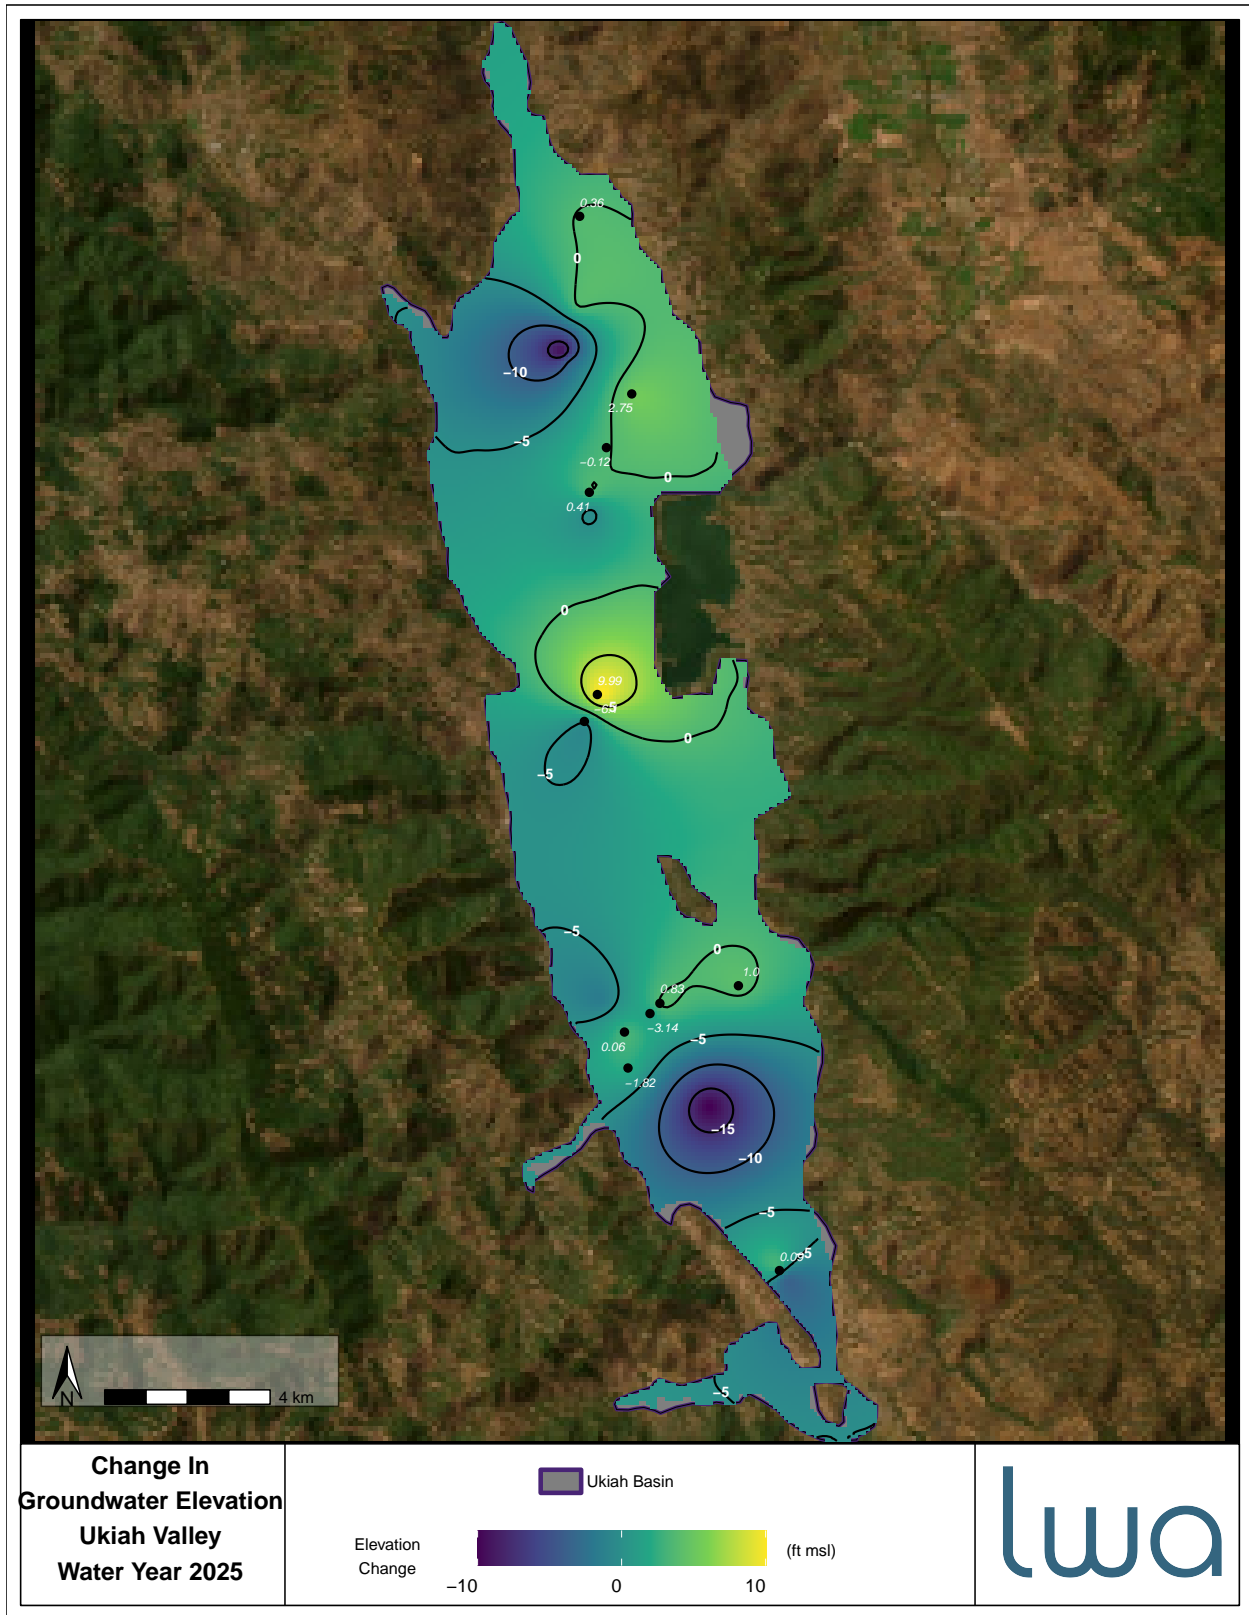 0.36
0
−10
2.75
−5
−0.12
0
0.41
0
9.99
5
0
−5
−5
0
1.0
0.83
−3.14
−5
0.06
−1.82
−15
−10
−5
0.09
−5
N
4 km
Change In
Groundwater Elevation
Ukiah Valley
Water Year 2025
Ukiah Basin
Elevation
Change
(ft msl)
−10
0
10
lwa